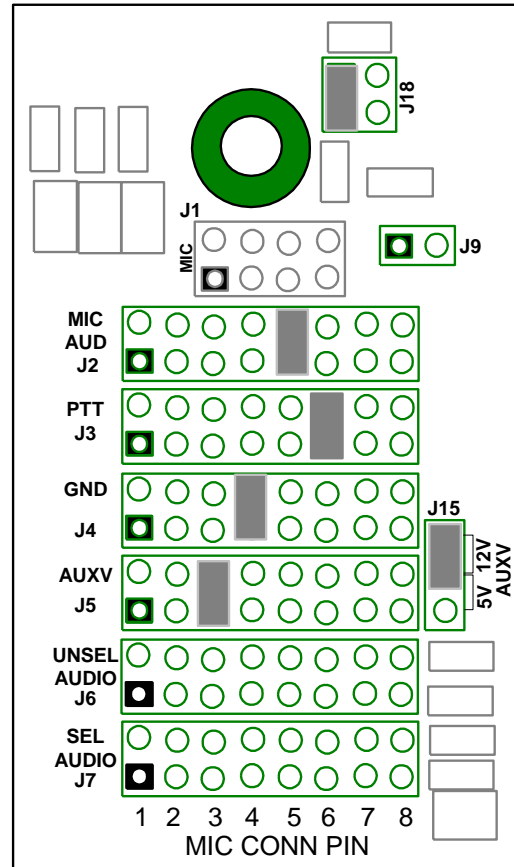 J18
J1
MIC
J9
MIC
AUD
J2
PTT
J3
GND
J4
J15
12V
5V
AUXV
AUXV
J5
UNSEL
AUDIO
J6
SEL
AUDIO
J7
1 2 3 4 5 6 7 8
MIC CONN PIN